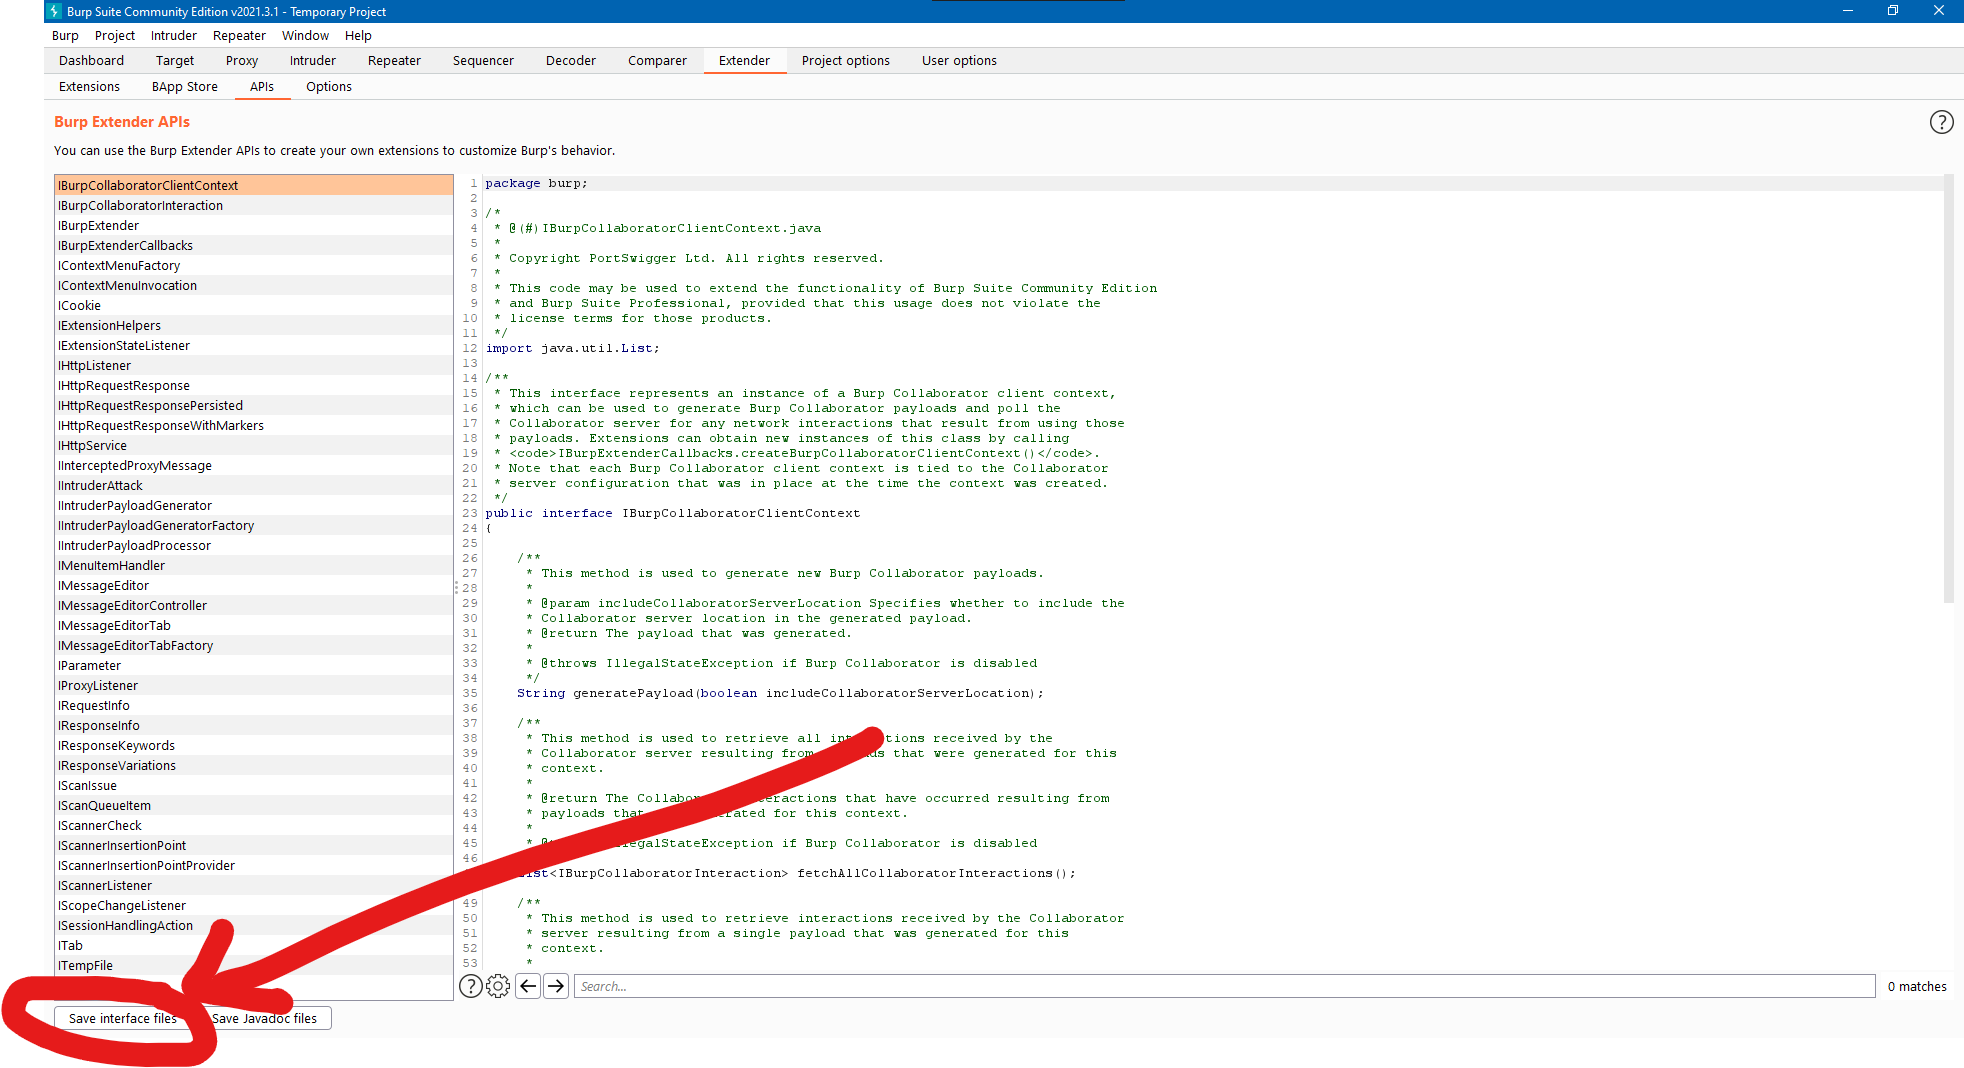 Burp Suite Community Edition v2021.3.1 - Temporary Project
Burp Project Intruder Repeater Window Help
Dashboard Target Proxy Intruder Repeater Sequencer Decoder Comparer Extender Project options User options
Extensions BApp Store APIs Options
Burp Extender APIs
You can use the Burp Extender APIs to create your own extensions to customize Burp's behavior.
IBurpCollaboratorClientContext
IBurpCollaboratorInteraction
IBurpExtender
IBurpExtenderCallbacks
IContextMenuFactory
IContextMenuInvocation
ICookie
IExtensionHelpers
IExtensionStateListener
IHttpListener
IHttpRequestResponse
IHttpRequestResponsePersisted
IHttpRequestResponseWithMarkers
IHttpService
IInterceptedProxyMessage
IIntruderAttack
IIntruderPayloadGenerator
IIntruderPayloadGeneratorFactory
IIntruderPayloadProcessor
IMenuItemHandler
IMessageEditor
IMessageEditorController
IMessageEditorTab
IMessageEditorTabFactory
IParameter
IProxyListener
IRequestInfo
IResponseInfo
IResponseKeywords
IResponseVariations
IScanIssue
IScanQueueItem
IScannerCheck
IScannerInsertionPoint
IScannerInsertionPointProvider
IScannerListener
IScopeChangeListener
ISessionHandlingAction
ITab
ITempFile
Save interface files Save Javadoc files
1 package burp;
2
3 /*
4 * @(#)IBurpCollaboratorClientContext.java
5 *
6 * Copyright PortSwigger Ltd. All rights reserved.
7 *
8 * This code may be used to extend the functionality of Burp Suite Community Edition
9 * and Burp Suite Professional, provided that this usage does not violate the
10 * license terms for those products.
11 */
12 import java.util.List;
13
14 /**
15 * This interface represents an instance of a Burp Collaborator client context,
16 * which can be used to generate Burp Collaborator payloads and poll the
17 * Collaborator server for any network interactions that result from using those
18 * payloads. Extensions can obtain new instances of this class by calling
19 * <code>IBurpExtenderCallbacks.createBurpCollaboratorClientContext()</code>.
20 * Note that each Burp Collaborator client context is tied to the Collaborator
21 * server configuration that was in place at the time the context was created.
22 */
23 public interface IBurpCollaboratorClientContext
24 {
25
26 /**
27 * This method is used to generate new Burp Collaborator payloads.
28 *
29 * @param includeCollaboratorServerLocation Specifies whether to include the
30 * Collaborator server location in the generated payload.
31 * @return The payload that was generated.
32 *
33 * @throws IllegalStateException if Burp Collaborator is disabled
34 */
35 String generatePayload(boolean includeCollaboratorServerLocation);
36
37 /**
38 * This method is used to retrieve all received by the
39 * Collaborator server resulting from that were generated for this
40 * context.
41 *
42 * @return The interactions that have occurred resulting from
43 * payloads that for this context.
44 *
45 * if Burp Collaborator is disabled
46
<IBurpCollaboratorInteraction> fetchAllCollaboratorInteractions();
49 /**
50 * This method is used to retrieve interactions received by the Collaborator
51 * server resulting from a single payload that was generated for this
52 * context.
53 *
? Search... 0 matches